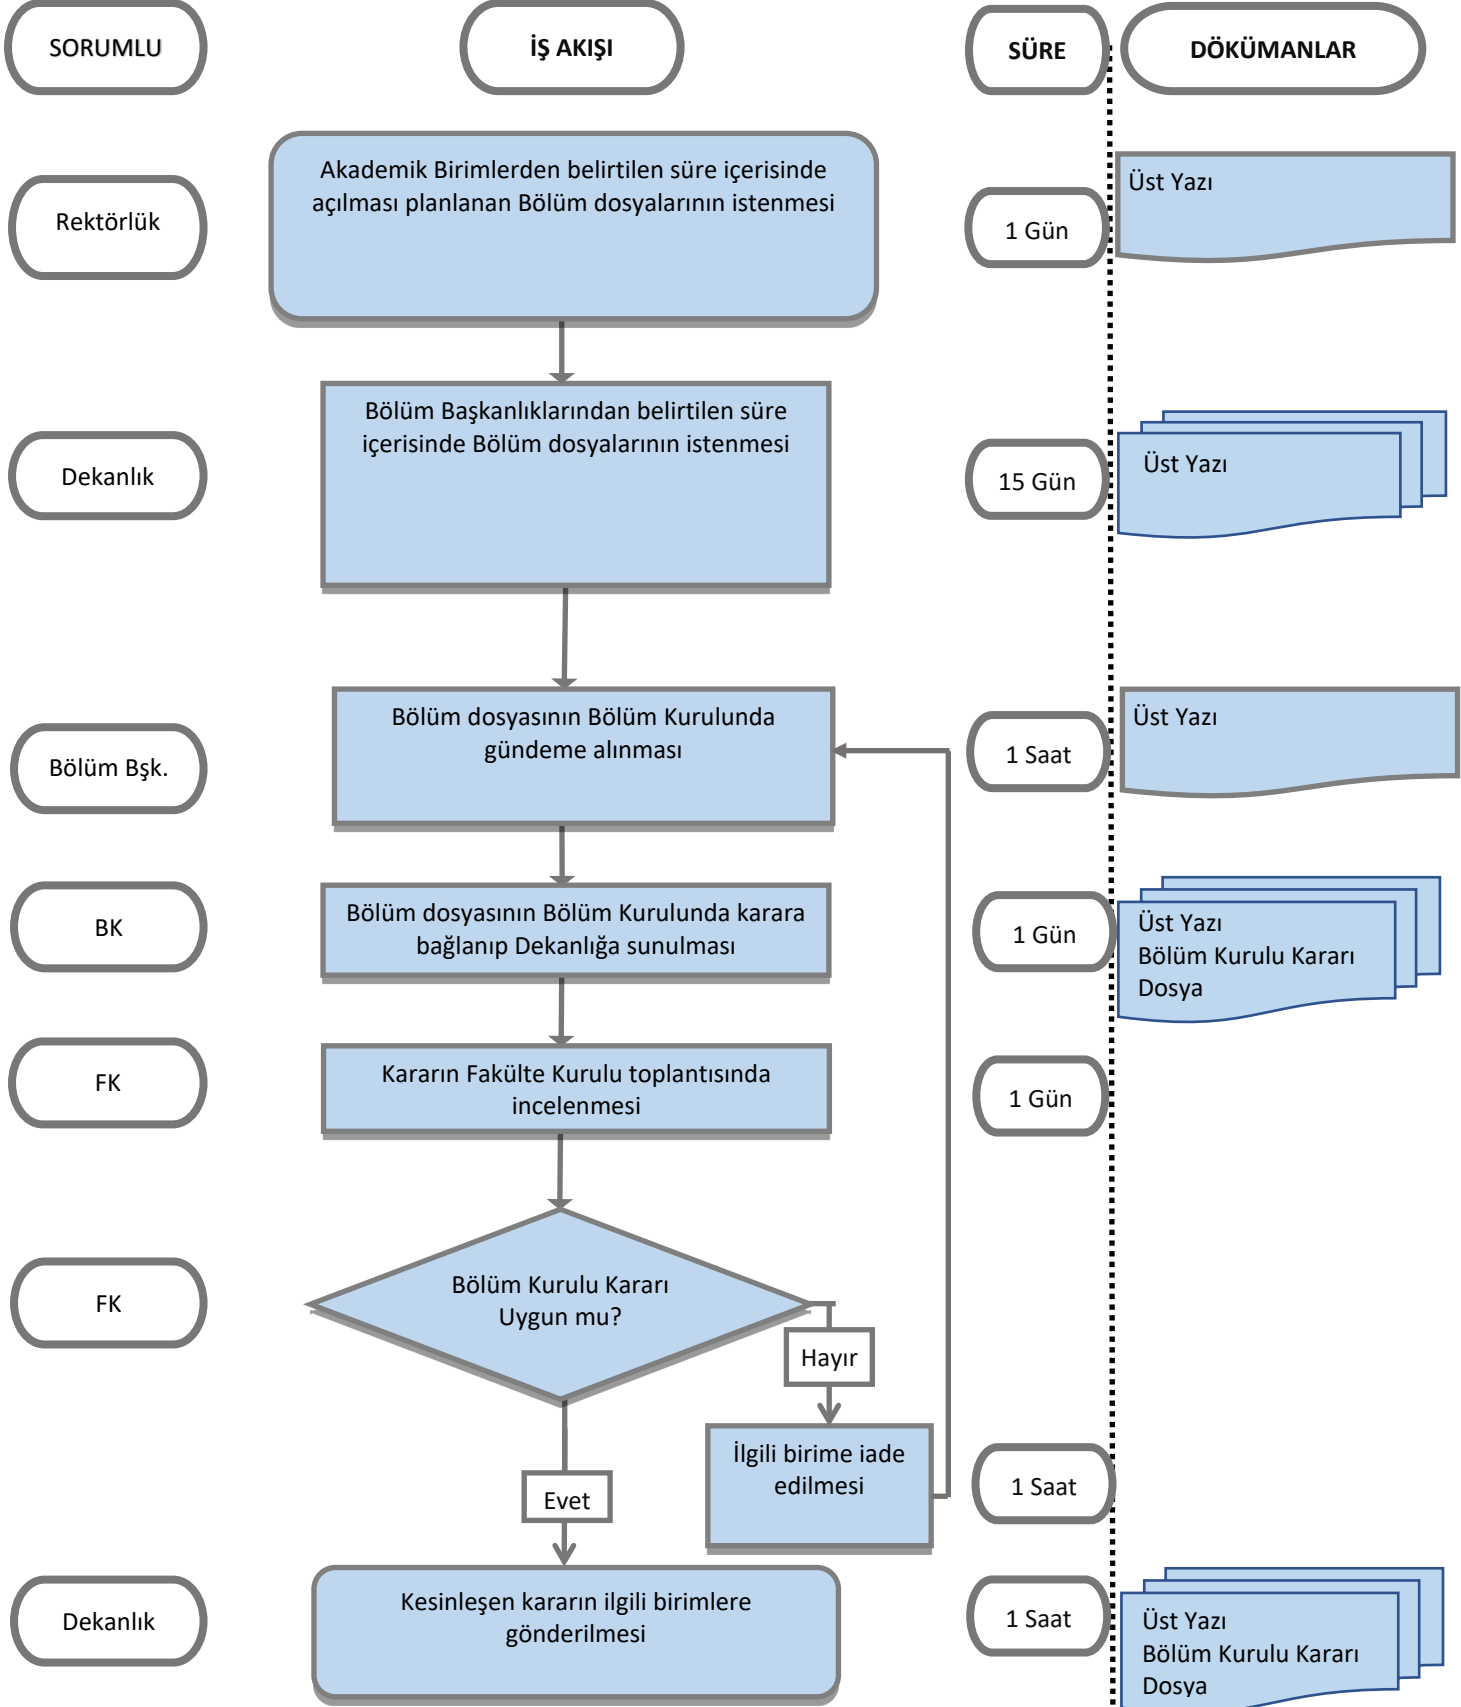 SORUMLU
İŞ AKIŞI
SÜRE
DÖKÜMANLAR
Rektörlük
Akademik Birimlerden belirtilen süre içerisinde
açılması planlanan Bölüm dosyalarının istenmesi
1 Gün
Üst Yazı
Dekanlık
Bölüm Başkanlıklarından belirtilen süre
içerisinde Bölüm dosyalarının istenmesi
15 Gün
Üst Yazı
Bölüm Bşk.
Bölüm dosyasının Bölüm Kurulunda
gündeme alınması
1 Saat
Üst Yazı
BK
Bölüm dosyasının Bölüm Kurulunda karara
bağlanıp Dekanlığa sunulması
1 Gün
Üst Yazı
Bölüm Kurulu Kararı
Dosya
FK
Kararın Fakülte Kurulu toplantısında
incelenmesi
1 Gün
FK
Bölüm Kurulu Kararı
Uygun mu?
Hayır
İlgili birime iade
edilmesi
1 Saat
Evet
Dekanlık
Kesinleşen kararın ilgili birimlere
gönderilmesi
1 Saat
Üst Yazı
Bölüm Kurulu Kararı
Dosya